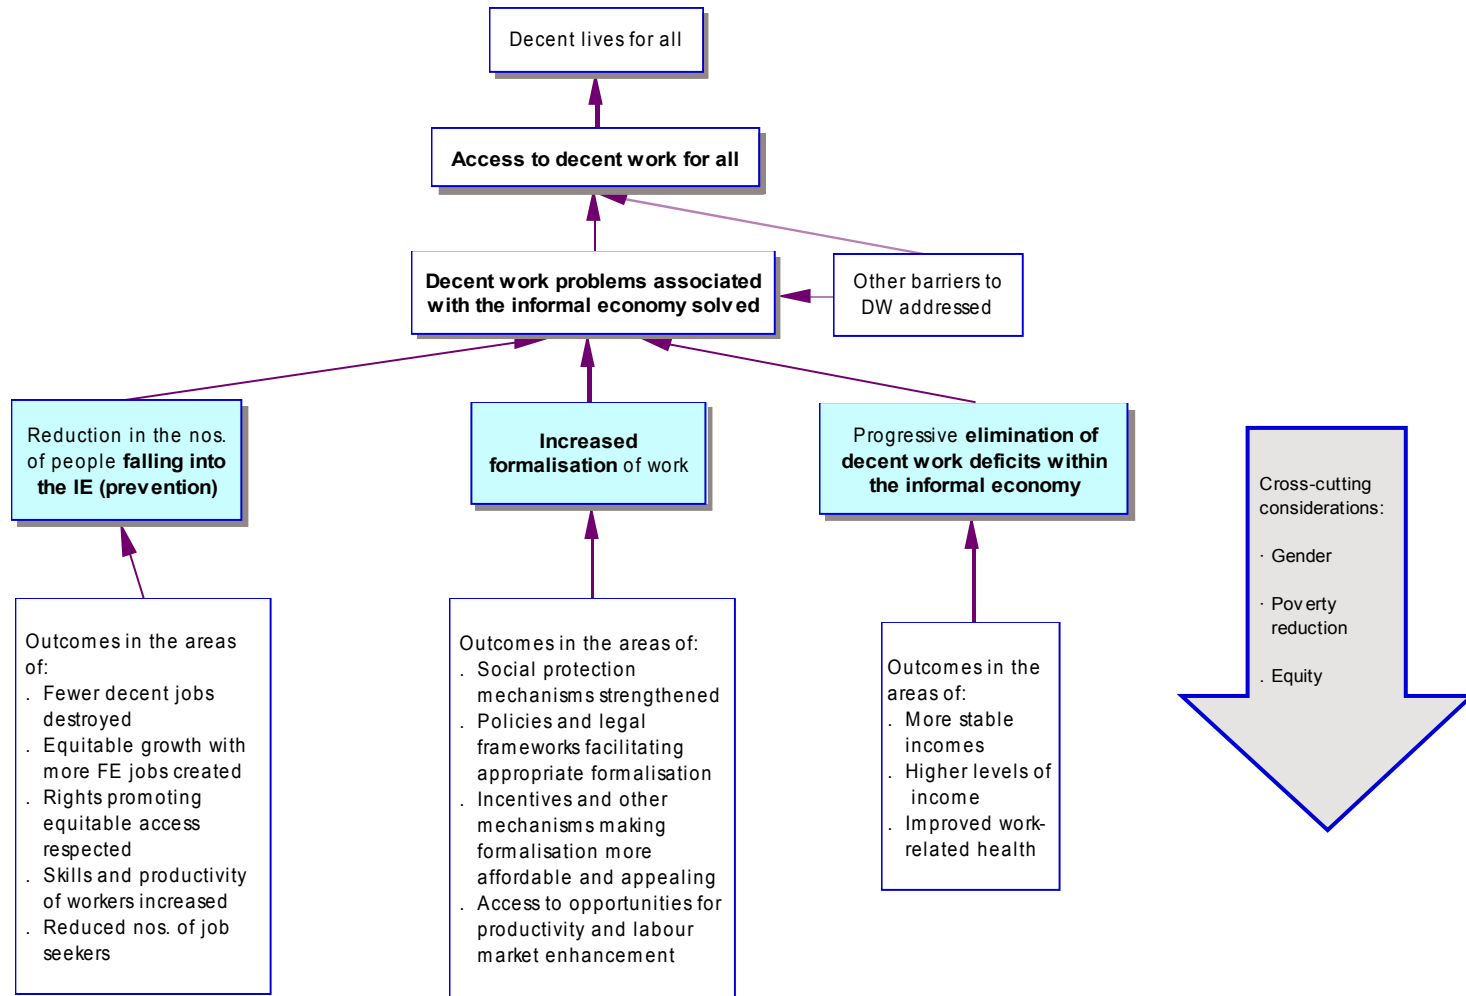 Decent lives for all
Access to decent work for all
Decent work problems associated
with the informal economy solved
Other barriers to
DW addressed
Reduction in the nos.
of people falling into
the IE (prevention)
Increased
formalisation of work
Progressive elimination of
decent work deficits within
the informal economy
Outcomes in the areas
of:
. Fewer decent jobs
destroyed
. Equitable growth with
more FE jobs created
. Rights promoting
equitable access
respected
. Skills and productivity
of workers increased
. Reduced nos. of job
seekers
Outcomes in the areas of:
. Social protection
mechanisms strengthened
. Policies and legal
frameworks facilitating
appropriate formalisation
. Incentives and other
mechanisms making
formalisation more
affordable and appealing
. Access to opportunities for
productivity and labour
market enhancement
Outcomes in the
areas of:
. More stable
incomes
. Higher levels of
income
. Improved work-
related health
Cross-cutting
considerations:
· Gender
· Poverty
reduction
. Equity